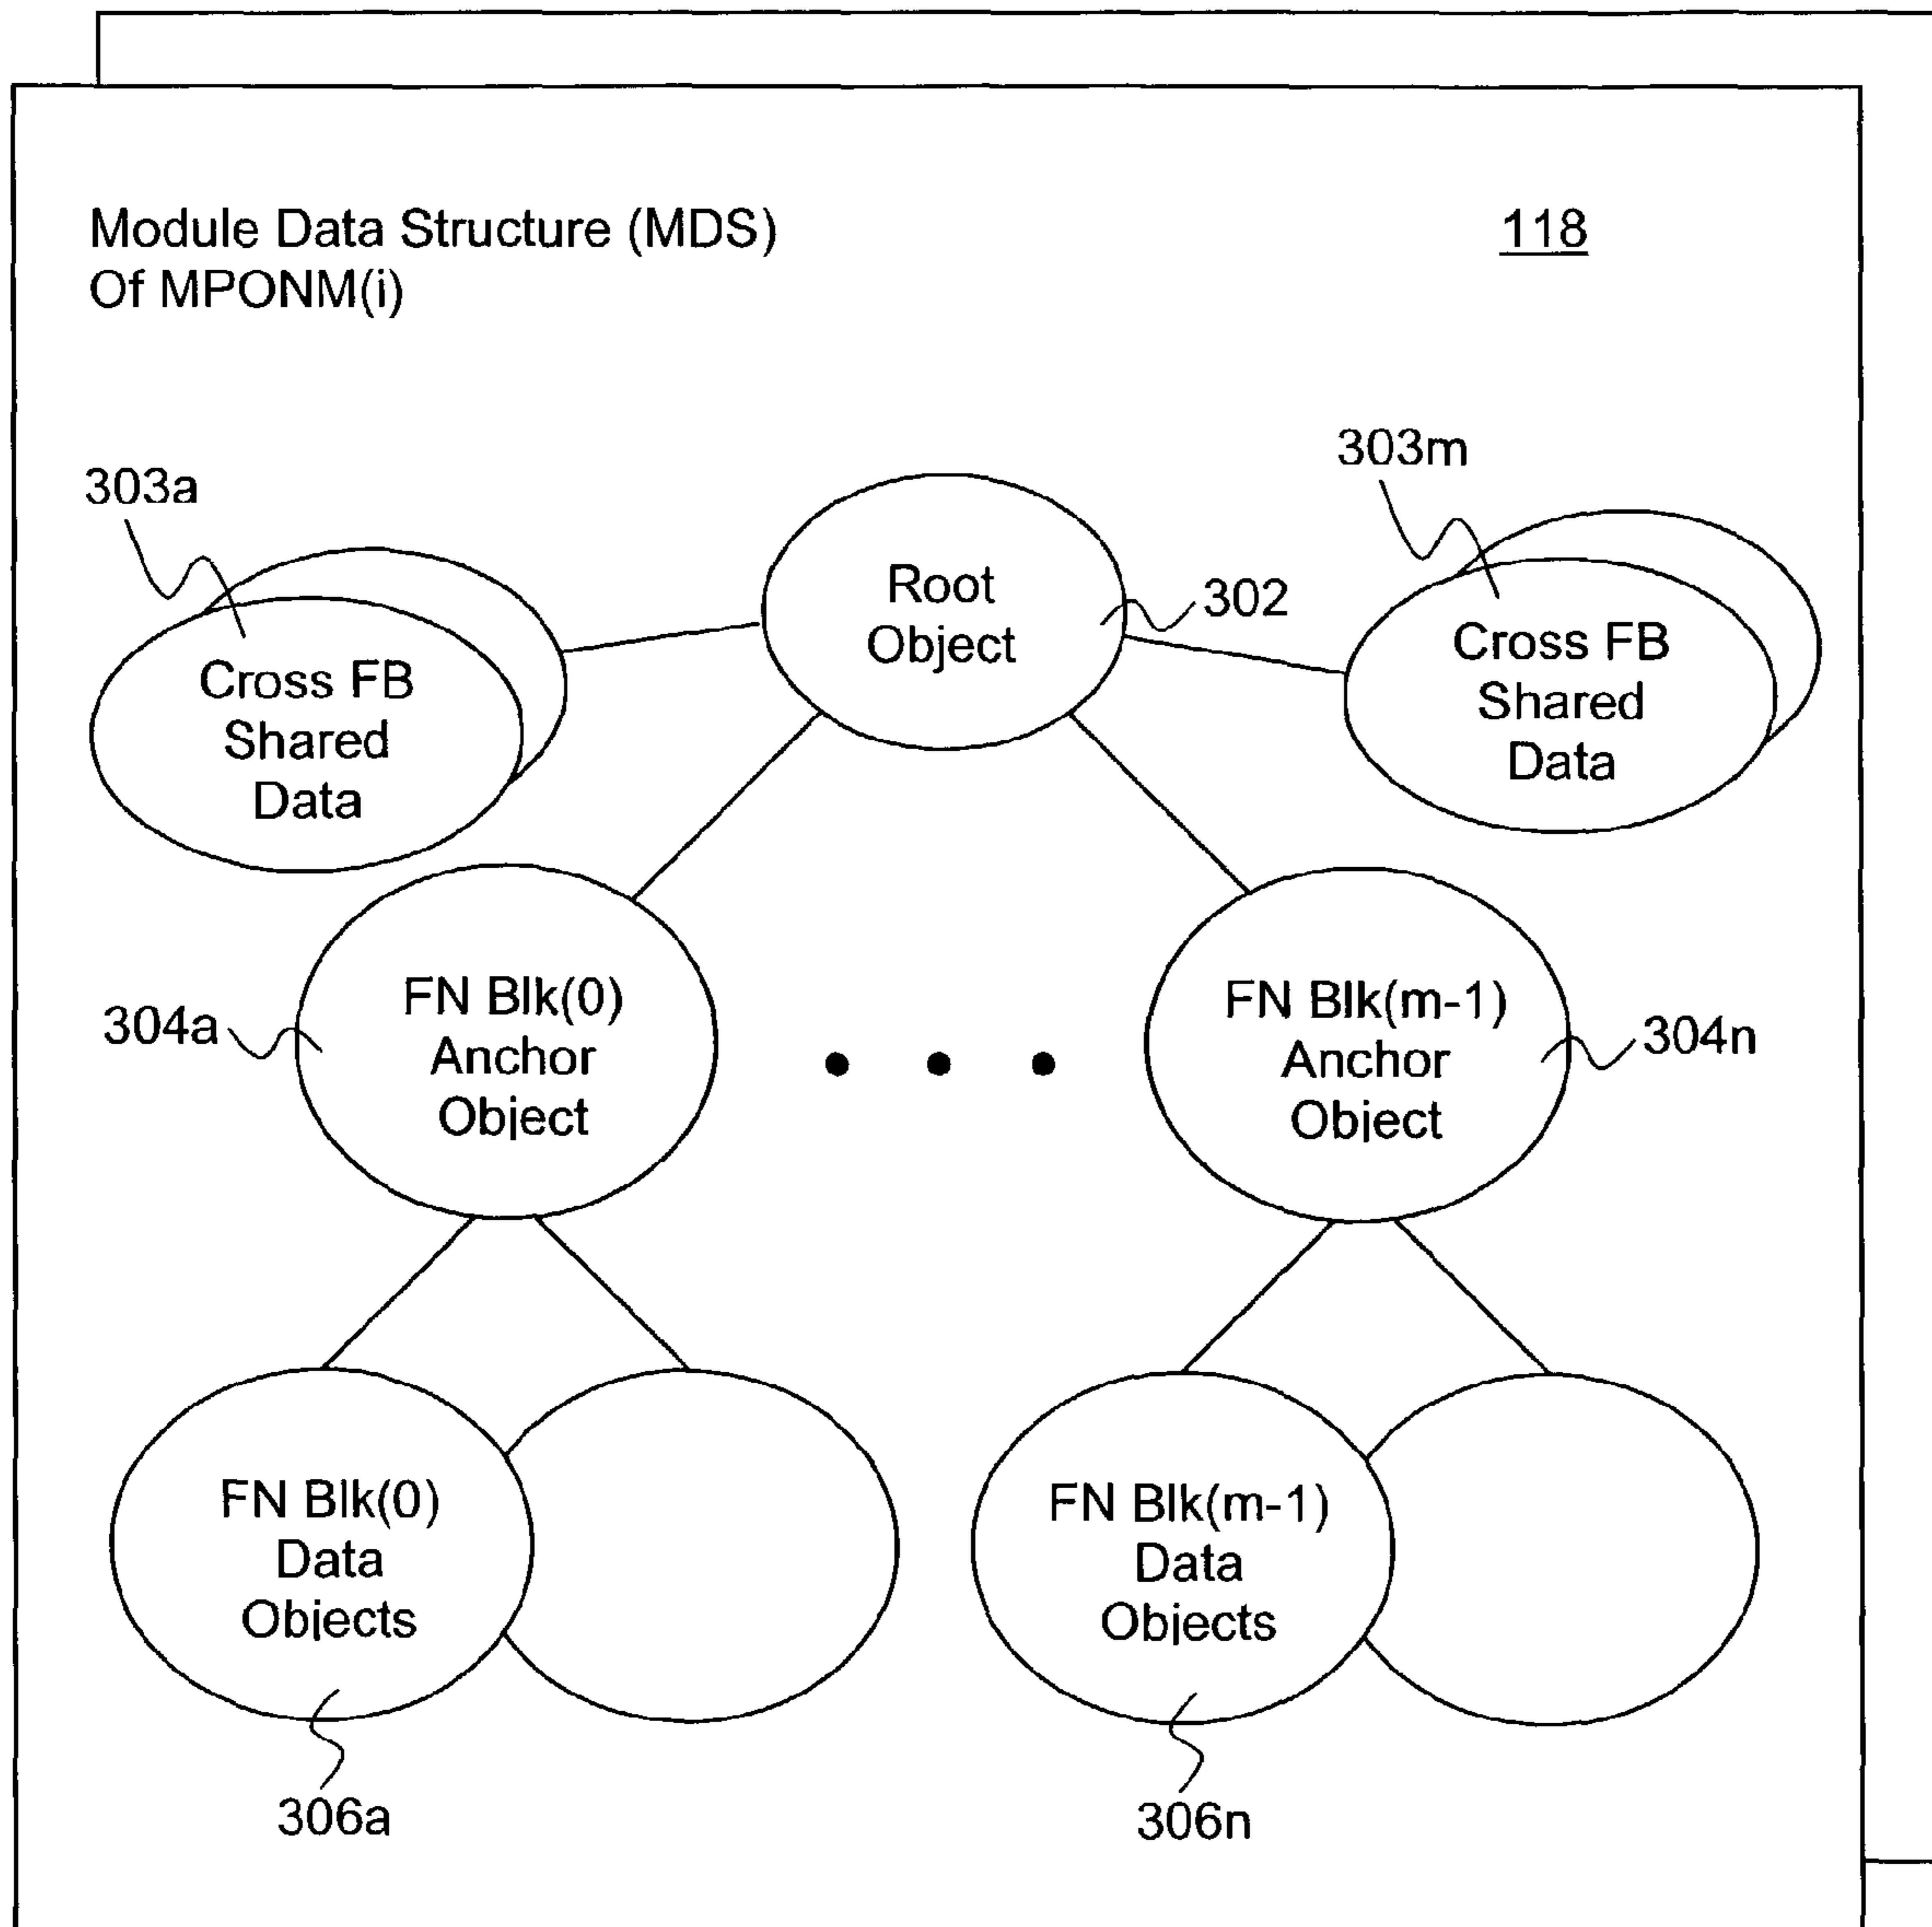 Module Data Structure (MDS)
Of MPONM(i)
118
303a
303m
Root
Object
302
Cross FB
Shared
Data
Cross FB
Shared
Data
304a
FN Blk(0)
Anchor
Object
FN Blk(m-1)
Anchor
Object
304n
FN Blk(0)
Data
Objects
FN Blk(m-1)
Data
Objects
306a
306n